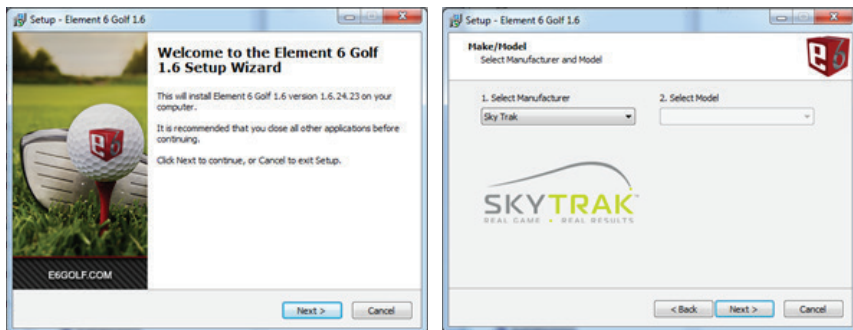 Setup - Element 6 Golf 1.6
Welcome to the Element 6 Golf
1.6 Setup Wizard
This will install Element 6 Golf 1.6 version 1.6.24.23 on your
computer.
It is recommended that you close all other applications before
continuing.
Click Next to continue, or Cancel to exit Setup.
e6
E6GOLF.COM
Next >
Cancel
Setup - Element 6 Golf 1.6
Make/Model
Select Manufacturer and Model
e6
1. Select Manufacturer
2. Select Model
Sky Trak
SKYTRAK
REAL GAME • REAL RESULTS
< Back
Next >
Cancel